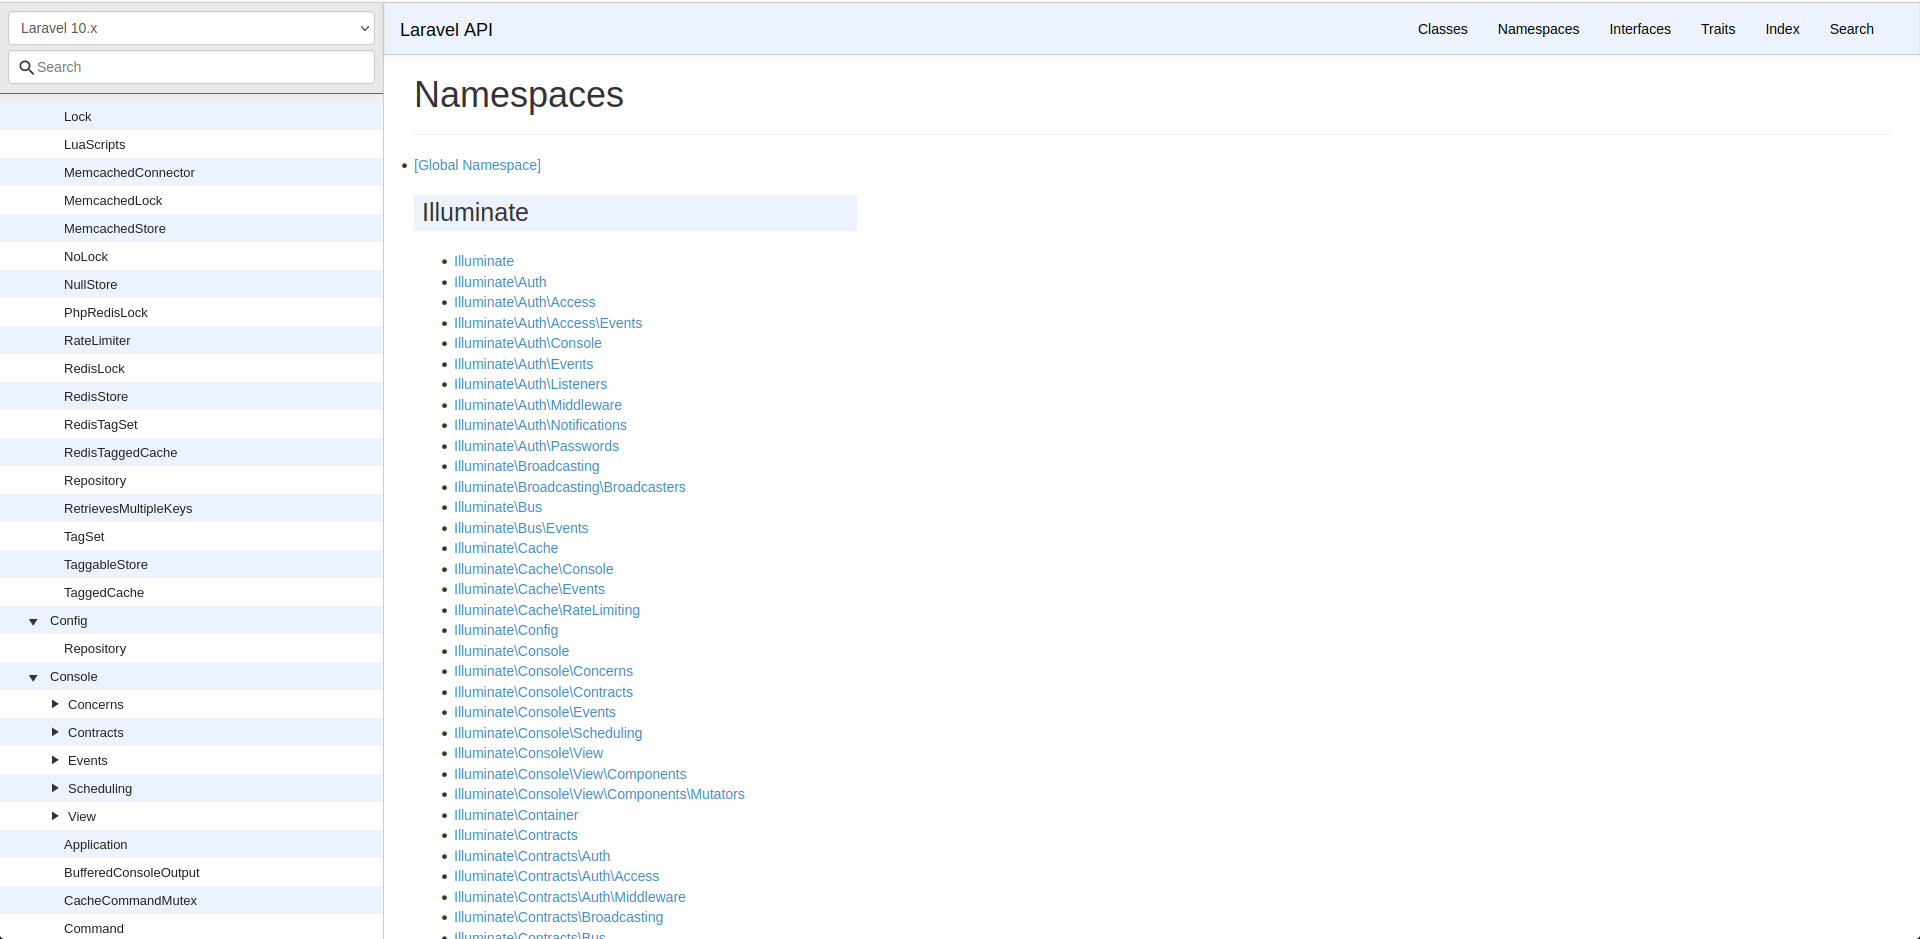 Laravel 10.x
Search
Lock
LuaScripts
MemcachedConnector
MemcachedLock
MemcachedStore
NoLock
NullStore
PhpRedisLock
RateLimiter
RedisLock
RedisStore
RedisTagSet
RedisTaggedCache
Repository
RetrievesMultipleKeys
TagSet
TaggableStore
TaggedCache
Config
Repository
Console
Concerns
Contracts
Events
Scheduling
View
Application
BufferedConsoleOutput
CacheCommandMutex
Command
Laravel API
Classes
Namespaces
Interfaces
Traits
Index
Search
Namespaces
[Global Namespace]
Illuminate
Illuminate
Illuminate\Auth
Illuminate\Auth\Access
Illuminate\Auth\Access\Events
Illuminate\Auth\Console
Illuminate\Auth\Events
Illuminate\Auth\Listeners
Illuminate\Auth\Middleware
Illuminate\Auth\Notifications
Illuminate\Auth\Passwords
Illuminate\Broadcasting
Illuminate\Broadcasting\Broadcasters
Illuminate\Bus
Illuminate\Bus\Events
Illuminate\Cache
Illuminate\Cache\Console
Illuminate\Cache\Events
Illuminate\Cache\RateLimiting
Illuminate\Config
Illuminate\Console
Illuminate\Console\Concerns
Illuminate\Console\Contracts
Illuminate\Console\Events
Illuminate\Console\Scheduling
Illuminate\Console\View
Illuminate\Console\View\Components
Illuminate\Console\View\Components\Mutators
Illuminate\Container
Illuminate\Contracts
Illuminate\Contracts\Auth
Illuminate\Contracts\Auth\Access
Illuminate\Contracts\Auth\Middleware
Illuminate\Contracts\Broadcasting
Illuminate\Contracts\Bus